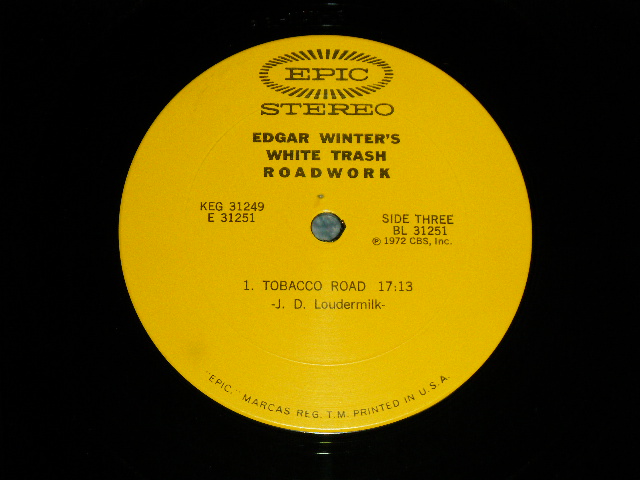 EPIC
STEREO
EDGAR WINTER'S
WHITE TRASH
ROADWORK
KEG 31249
E 31251
SIDE THREE
BL 31251
℗ 1972 CBS, Inc.
1. TOBACCO ROAD 17:13
-J. D. Loudermilk-
"EPIC," MARCAS REG. T.M. PRINTED IN U.S.A.